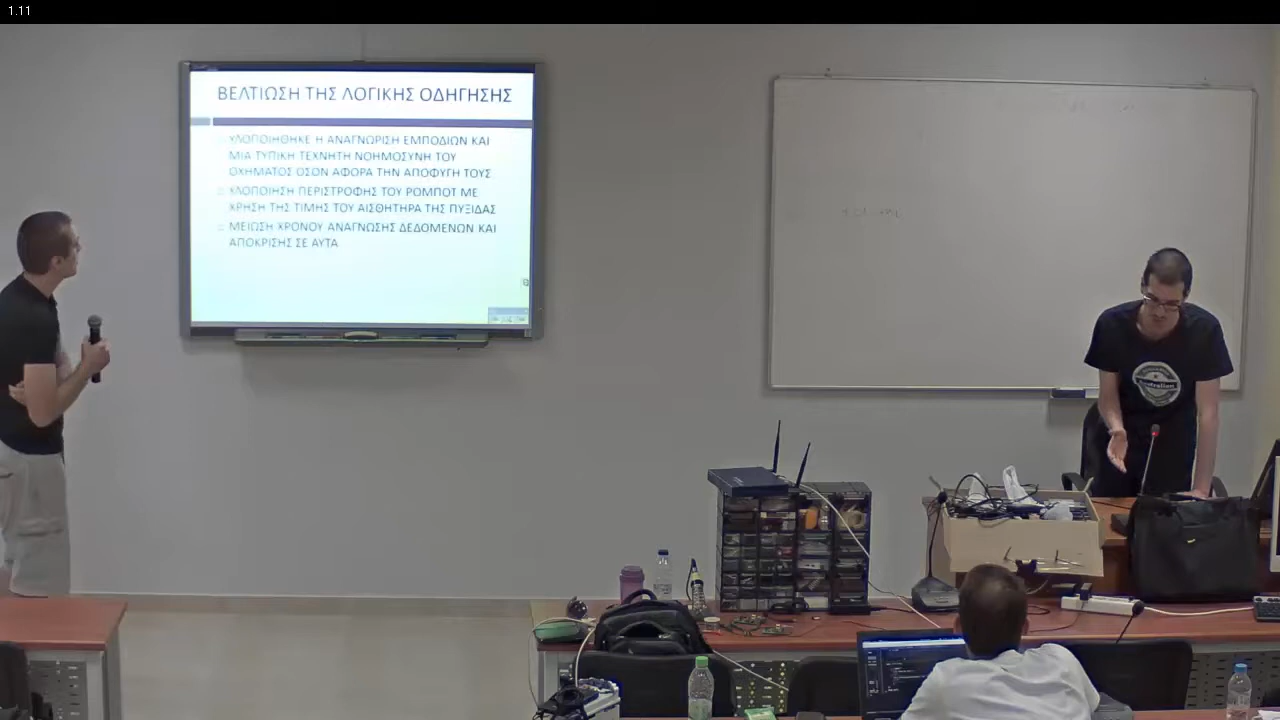 1.11
ΒΕΛΤΙΩΣΗ ΤΗΣ ΛΟΓΙΚΗΣ ΟΔΗΓΗΣΗΣ
ΥΛΟΠΟΙΗΘΗΚΕ Η ΑΝΑΓΝΩΡΙΣΗ ΕΜΠΟΔΙΩΝ ΚΑΙ
ΜΙΑ ΤΥΠΙΚΗ ΤΕΧΝΗΤΗ ΝΟΗΜΟΣΥΝΗ ΤΟΥ
ΟΧΗΜΑΤΟΣ ΟΣΟΝ ΑΦΟΡΑ ΤΗΝ ΑΠΟΦΥΓΗ ΤΟΥΣ
ΥΛΟΠΟΙΗΣΗ ΠΕΡΙΣΤΡΟΦΗΣ ΤΟΥ ΡΟΜΠΟΤ ΜΕ
ΧΡΗΣΗ ΤΗΣ ΤΙΜΗΣ ΤΟΥ ΑΙΣΘΗΤΗΡΑ ΤΗΣ ΠΥΞΙΔΑΣ
ΜΕΙΩΣΗ ΧΡΟΝΟΥ ΑΝΑΓΝΩΣΗΣ ΔΕΔΟΜΕΝΩΝ ΚΑΙ
ΑΠΟΚΡΙΣΗΣ ΣΕ ΑΥΤΑ